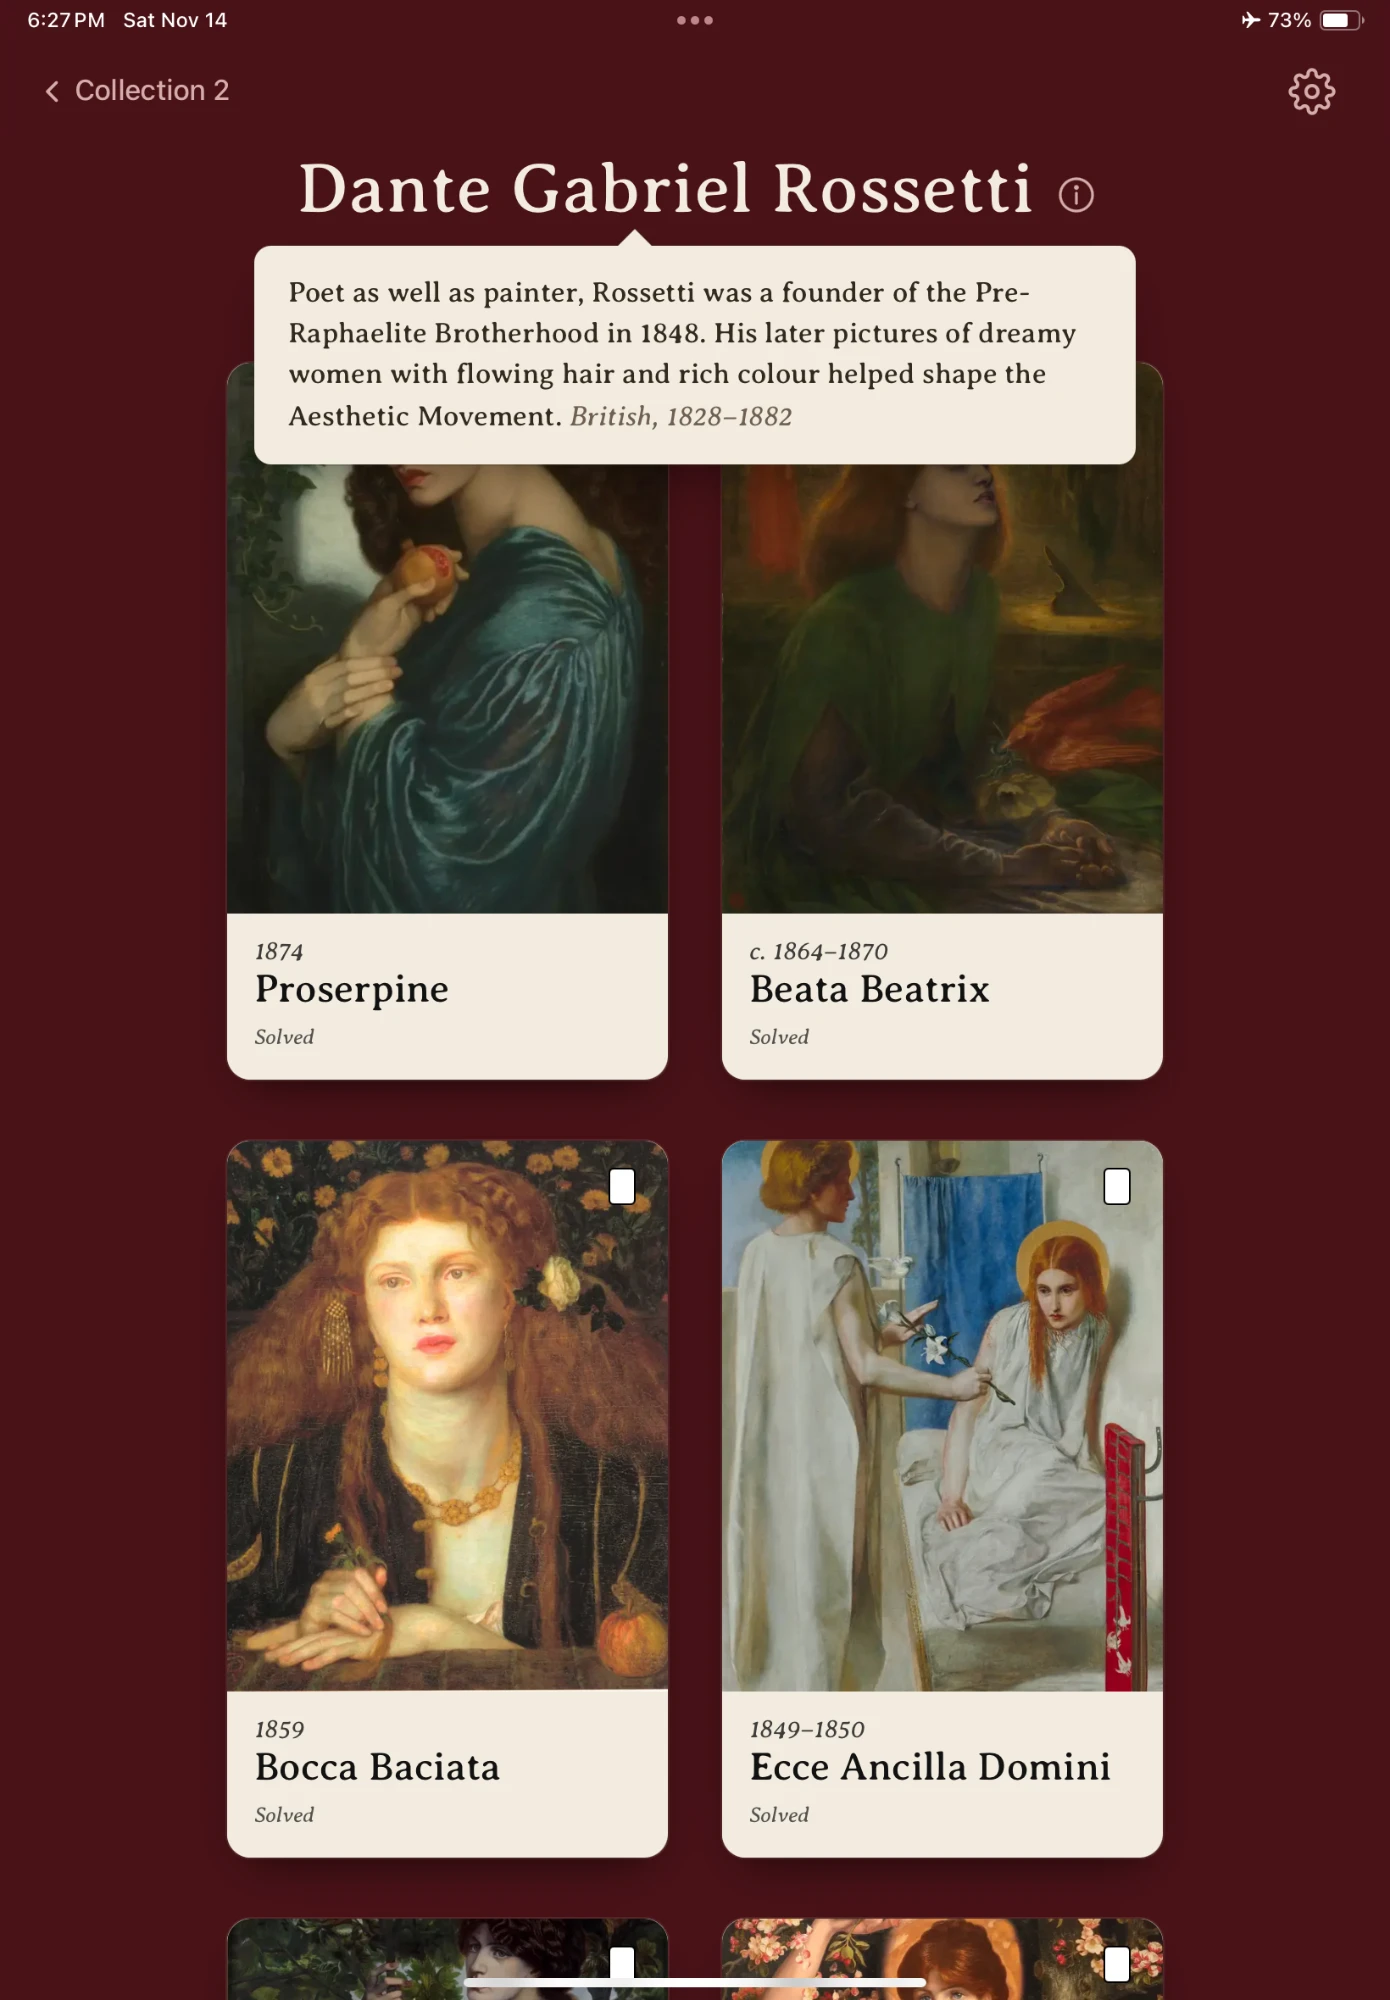 6:27 PM Sat Nov 14
73%
Collection 2
Dante Gabriel Rossetti
Poet as well as painter, Rossetti was a founder of the Pre-
Raphaelite Brotherhood in 1848. His later pictures of dreamy
women with flowing hair and rich colour helped shape the
Aesthetic Movement. British, 1828–1882
1874
Proserpine
Solved
c. 1864–1870
Beata Beatrix
Solved
1859
Bocca Baciata
Solved
1849–1850
Ecce Ancilla Domini
Solved